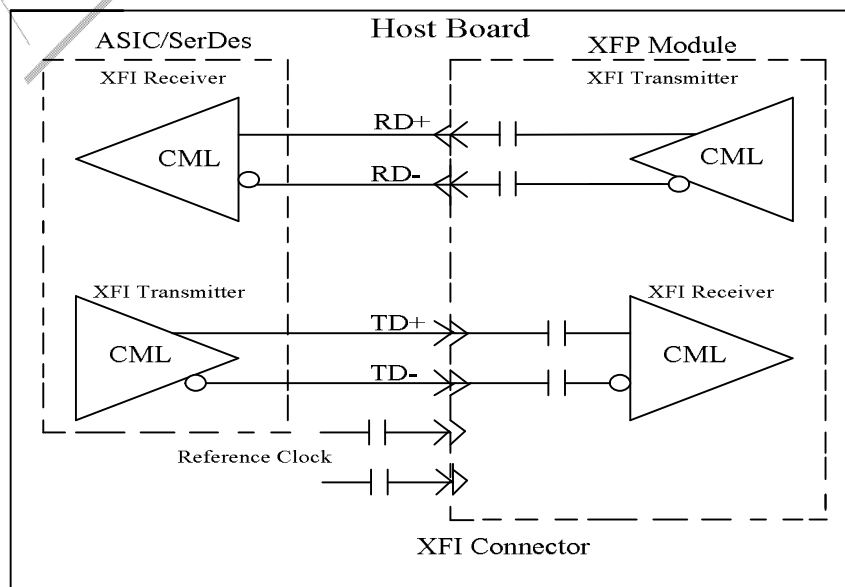 Host Board
ASIC/SerDes
XFP Module
XFI Receiver
XFI Transmitter
RD+
CML
CML
RD-
XFI Transmitter
XFI Receiver
TD+
CML
CML
TD-
Reference Clock
XFI Connector